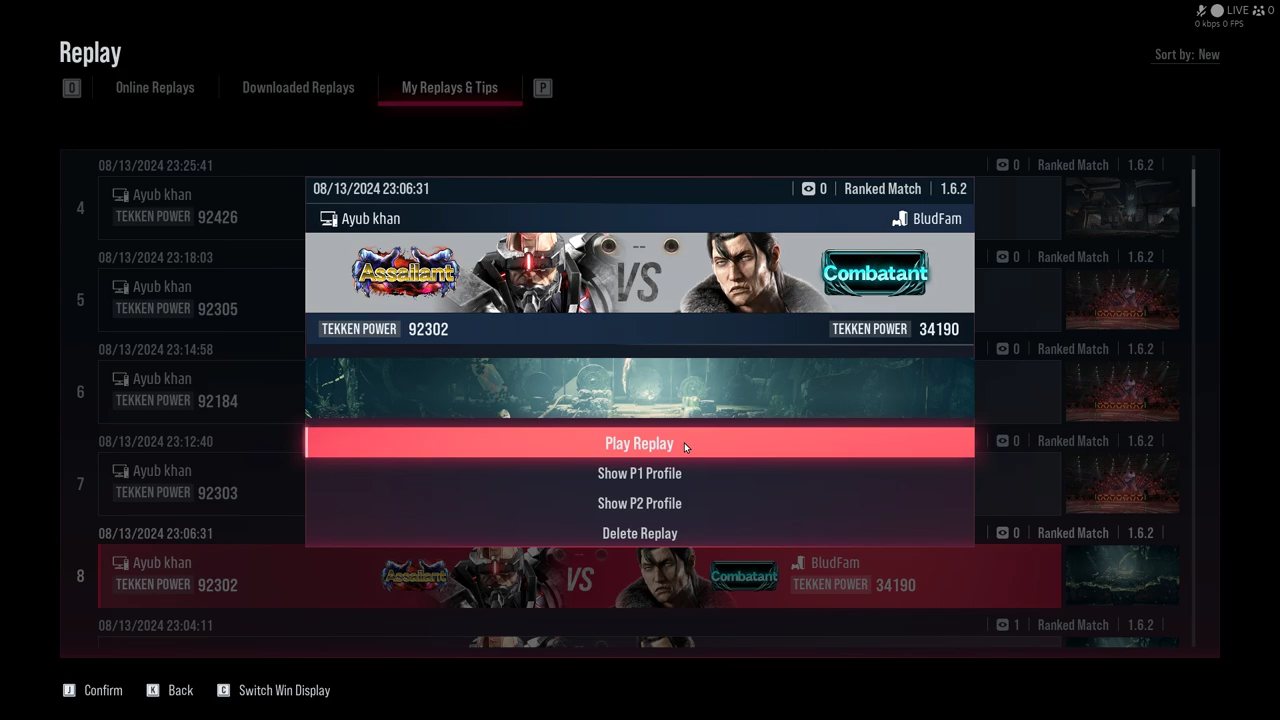 LIVE 0
0 kbps 0 FPS
Replay
Sort by: New
O Online Replays Downloaded Replays My Replays & Tips P
08/13/2024 23:25:41 0 Ranked Match 1.6.2
4 Ayub khan
TEKKEN POWER 92426
08/13/2024 23:18:03 0 Ranked Match 1.6.2
5 Ayub khan
TEKKEN POWER 92305
08/13/2024 23:14:58 0 Ranked Match 1.6.2
6 Ayub khan
TEKKEN POWER 92184
08/13/2024 23:12:40 0 Ranked Match 1.6.2
7 Ayub khan
TEKKEN POWER 92303
08/13/2024 23:06:31 0 Ranked Match 1.6.2
Ayub khan BludFam
--
Assailant VS Combatant
TEKKEN POWER 92302 TEKKEN POWER 34190
Play Replay
Show P1 Profile
Show P2 Profile
Delete Replay
08/13/2024 23:06:31 0 Ranked Match 1.6.2
8 Ayub khan Assailant VS Combatant BludFam
TEKKEN POWER 92302 TEKKEN POWER 34190
08/13/2024 23:04:11 1 Ranked Match 1.6.2
J Confirm K Back C Switch Win Display